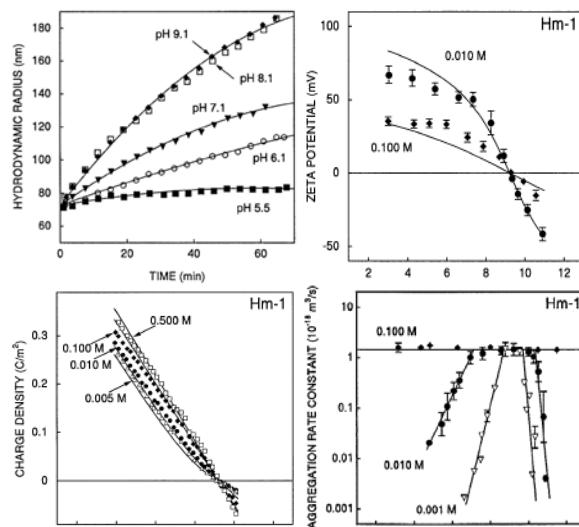 HYDRODYNAMIC RADIUS (nm)
180
160
140
120
100
80
60
pH 9.1
pH 8.1
pH 7.1
pH 6.1
pH 5.5
0 20 40 60
TIME (min)
Hm-1
ZETA POTENTIAL (mV)
100
50
0
-50
0.010 M
0.100 M
2 4 6 8 10 12
Hm-1
CHARGE DENSITY (C/m²)
0.3
0.2
0.1
0
0.500 M
0.100 M
0.010 M
0.005 M
Hm-1
AGGREGATION RATE CONSTANT (10⁻¹⁸ m³/s)
1
0.1
0.01
0.001
0.100 M
0.010 M
0.001 M